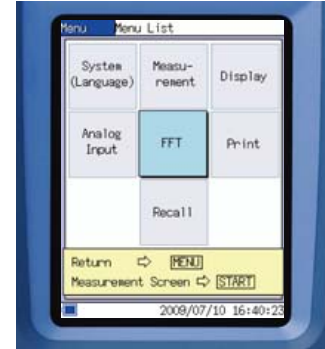 Menu Menu List
System Measu-
(Language) rement Display
Analog
Input FFT Print
Recall
Return ⇨ MENU
Measurement Screen ⇨ START
2009/07/10 16:40:23